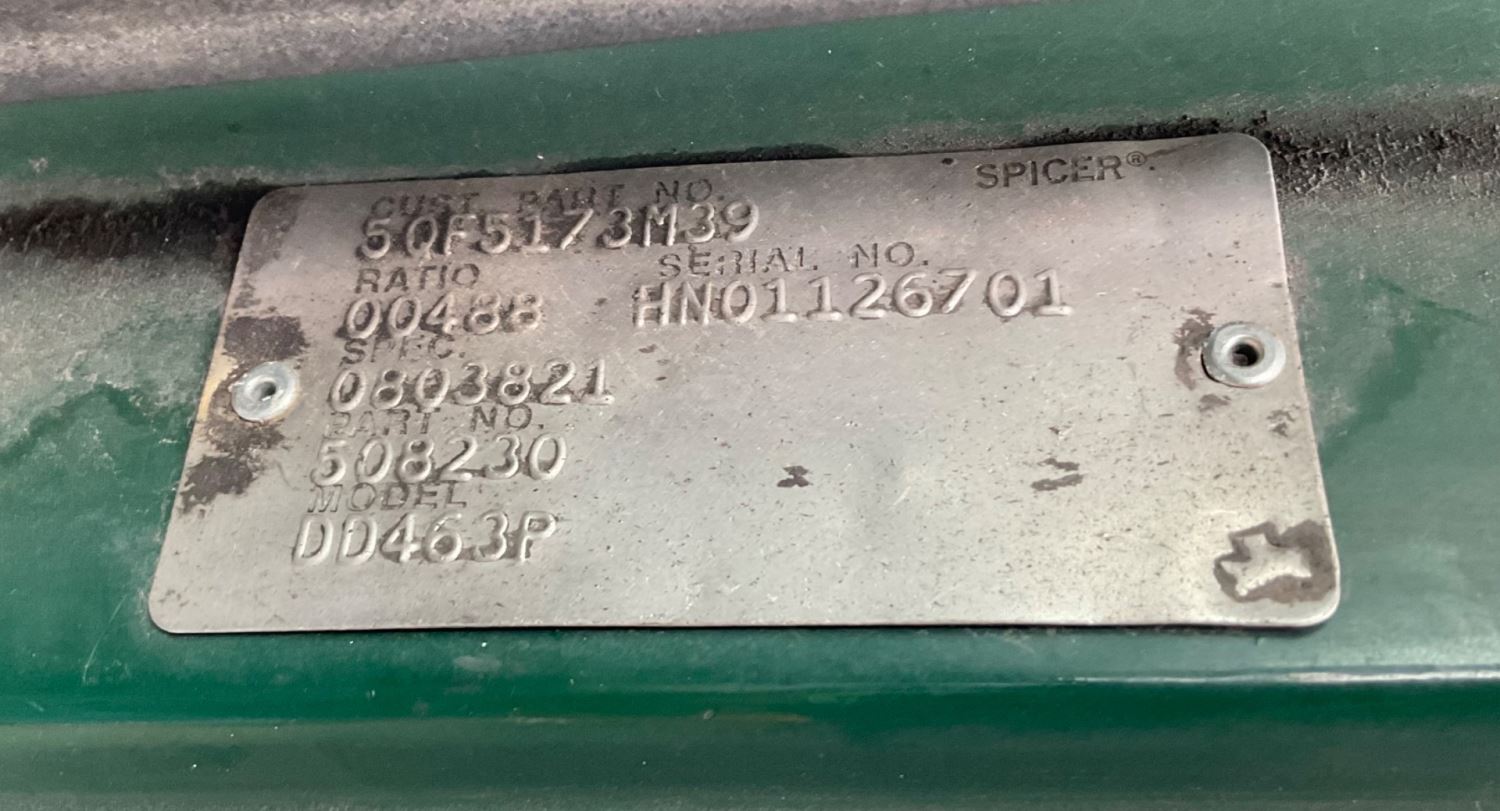 SPICER®
CUST. PART NO.
5QF5173M39
RATIO SERIAL NO.
00488 HN01126701
SPEC.
0803821
PART NO.
508230
MODEL
DD463P